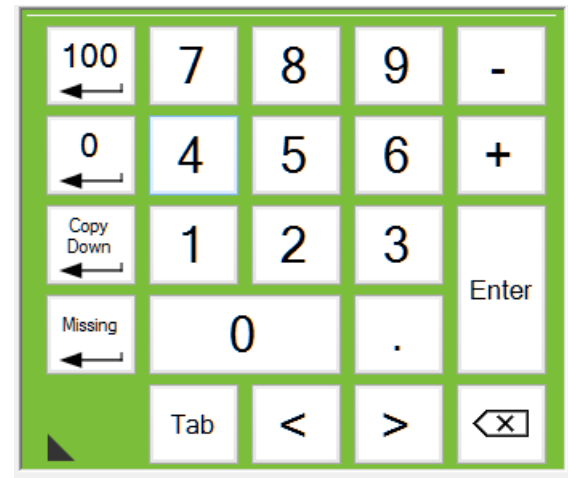 100 7 8 9 -
0 4 5 6 +
Copy
Down 1 2 3
Enter
Missing 0 .
Tab < >